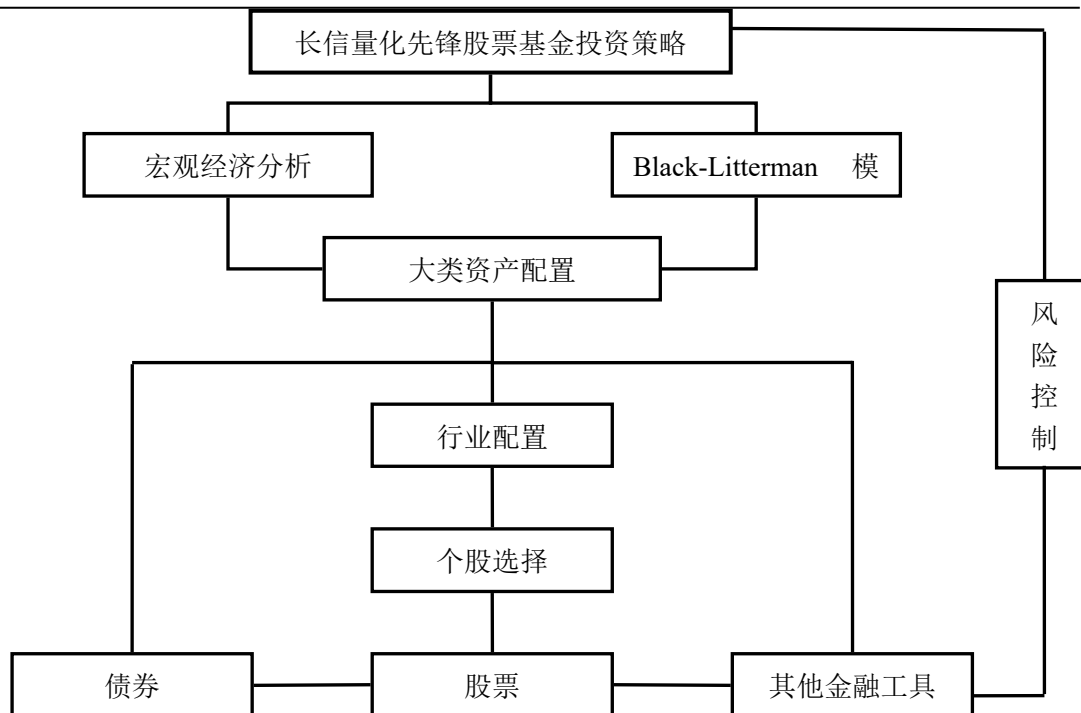 长信量化先锋股票基金投资策略
宏观经济分析
Black-Litterman 模
大类资产配置
风
险
控
制
行业配置
个股选择
债券
股票
其他金融工具